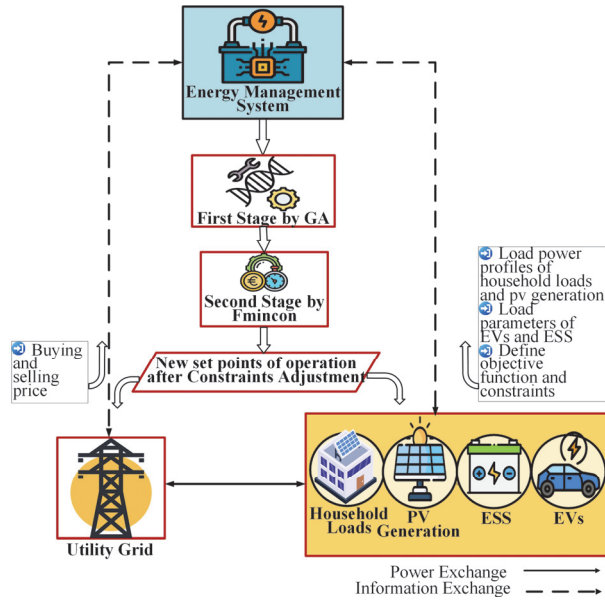 Energy Management
System
First Stage by GA
Second Stage by
Fmincon
New set points of operation
after Constraints Adjustment
Buying
and
selling
price
Load power
profiles of
household loads
and pv generation
Load
parameters of
EVs and ESS
Define
objective
function and
constraints
Utility Grid
Household
Loads
PV
Generation
ESS
EVs
Power Exchange
Information Exchange